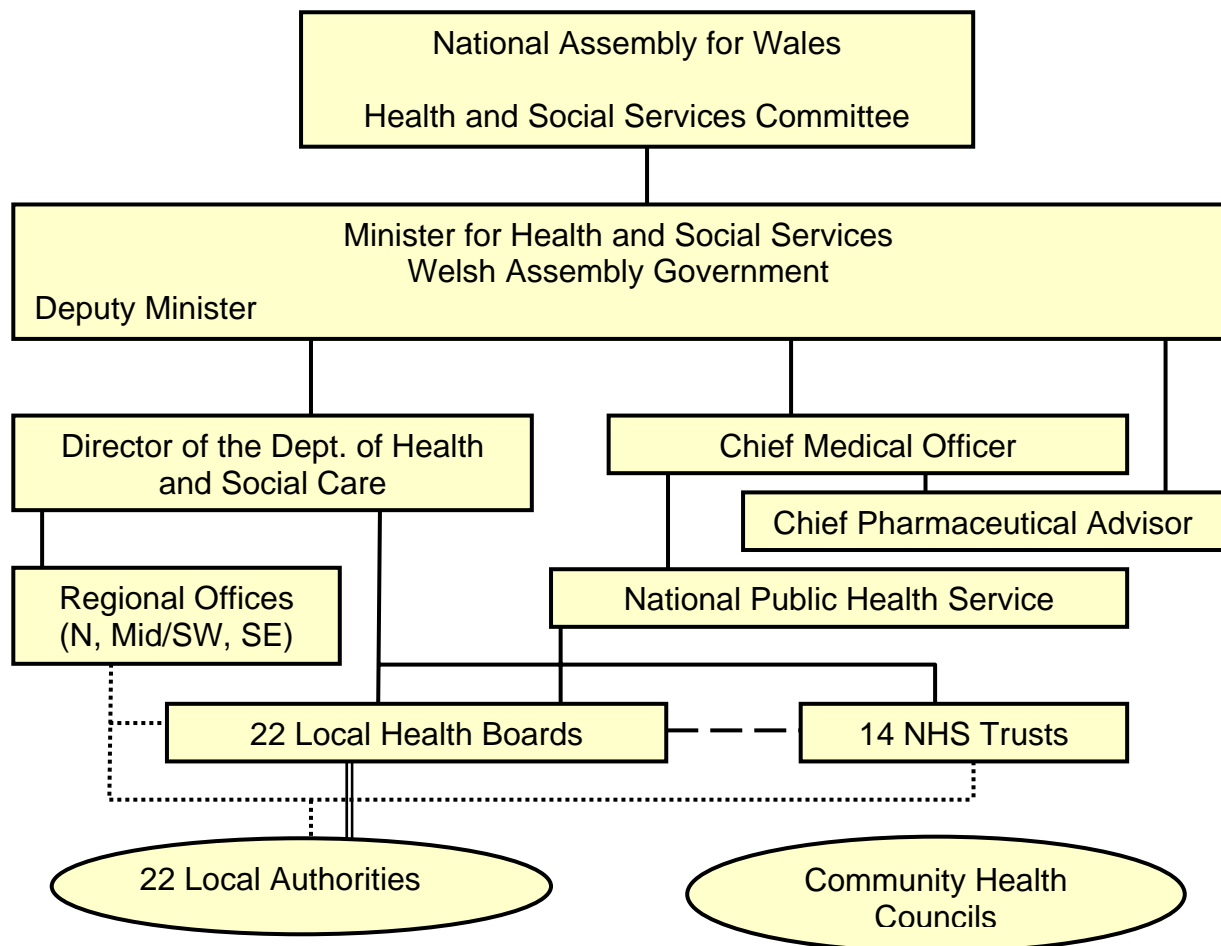 National Assembly for Wales
Health and Social Services Committee
Minister for Health and Social Services
Welsh Assembly Government
Deputy Minister
Director of the Dept. of Health
and Social Care
Chief Medical Officer
Chief Pharmaceutical Advisor
Regional Offices
(N, Mid/SW, SE)
National Public Health Service
22 Local Health Boards
14 NHS Trusts
22 Local Authorities
Community Health
Councils